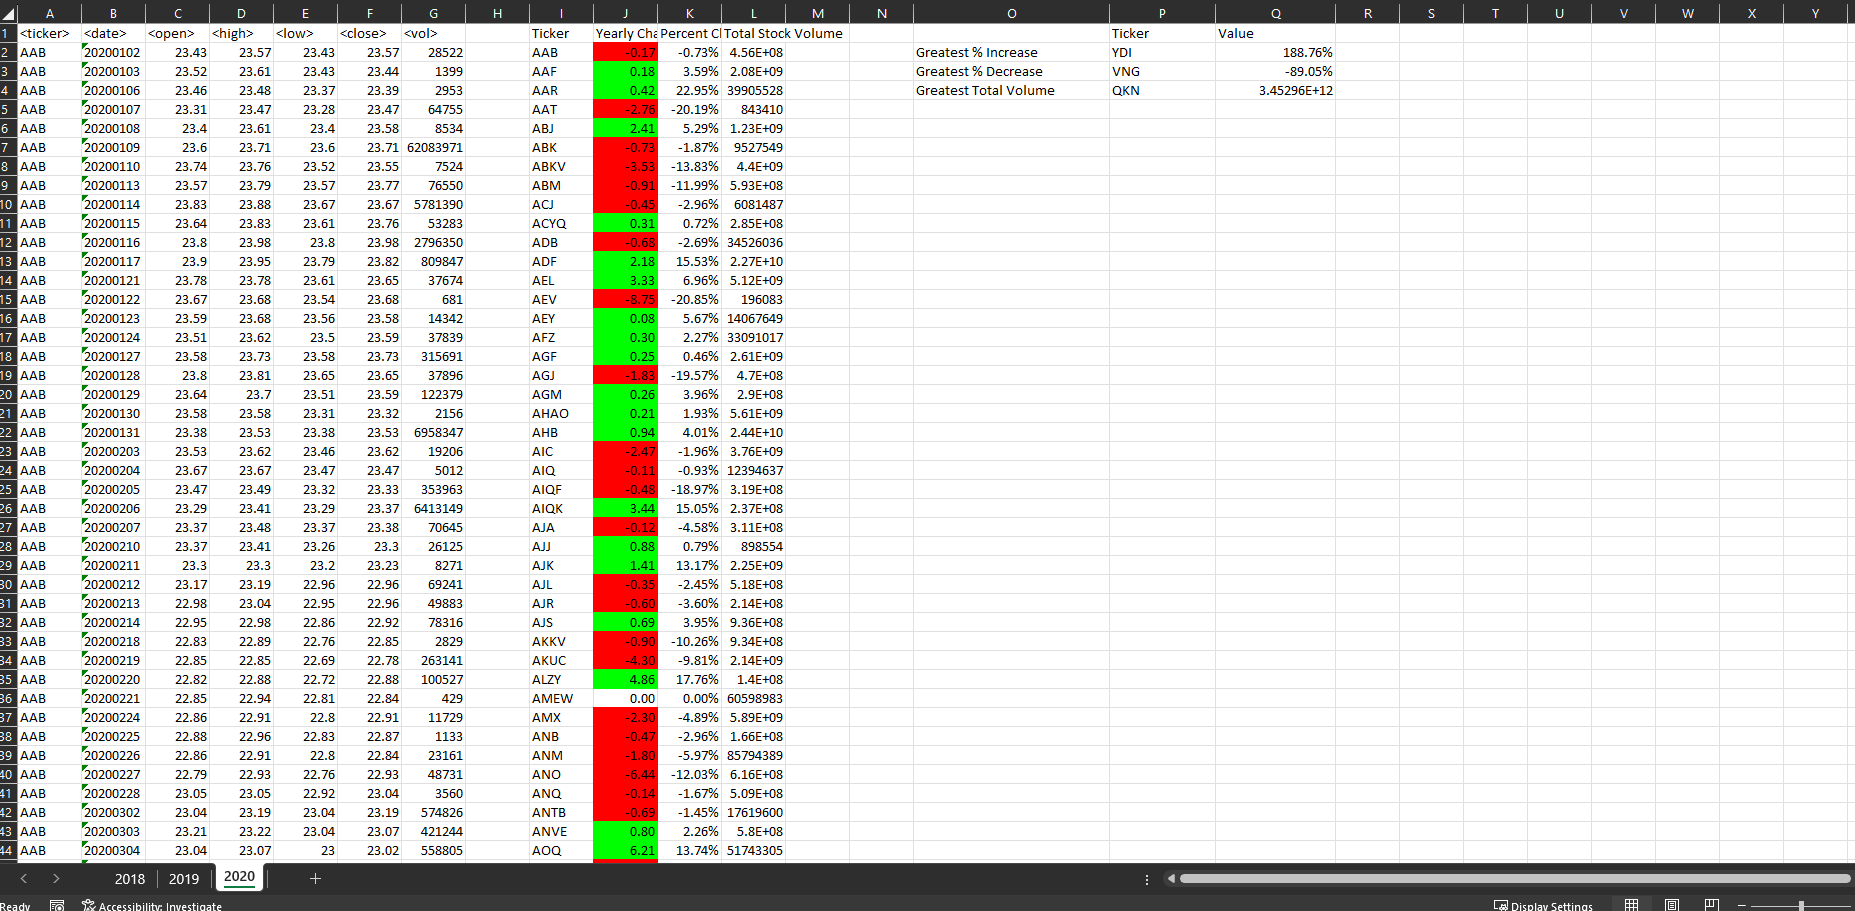 A B C D E F G H I J K L M N O P Q R S T U V W X Y
1 <ticker> <date> <open> <high> <low> <close> <vol> Ticker Yearly Cha Percent C Total Stock Volume Ticker Value
2 AAB 20200102 23.43 23.57 23.43 23.57 28522 AAB -0.17 -0.73% 4.56E+08 Greatest % Increase YDI 188.76%
3 AAB 20200103 23.52 23.61 23.43 23.44 1399 AAF 0.18 3.59% 2.08E+09 Greatest % Decrease VNG -89.05%
4 AAB 20200106 23.46 23.48 23.37 23.39 2953 AAR 0.42 22.95% 39905528 Greatest Total Volume QKN 3.45296E+12
5 AAB 20200107 23.31 23.47 23.28 23.47 64755 AAT -2.76 -20.19% 843410
6 AAB 20200108 23.4 23.61 23.4 23.58 8534 ABJ 2.41 5.29% 1.23E+09
7 AAB 20200109 23.6 23.71 23.6 23.71 62083971 ABK -0.73 -1.87% 9527549
8 AAB 20200110 23.74 23.76 23.52 23.55 7524 ABKV -3.53 -13.83% 4.4E+09
9 AAB 20200113 23.57 23.79 23.57 23.77 76550 ABM -0.91 -11.99% 5.93E+08
10 AAB 20200114 23.83 23.88 23.67 23.67 5781390 ACJ -0.45 -2.96% 6081487
11 AAB 20200115 23.64 23.83 23.61 23.76 53283 ACYQ 0.31 0.72% 2.85E+08
12 AAB 20200116 23.8 23.98 23.8 23.98 2796350 ADB -0.68 -2.69% 34526036
13 AAB 20200117 23.9 23.95 23.79 23.82 809847 ADF 2.18 15.53% 2.27E+10
14 AAB 20200121 23.78 23.78 23.61 23.65 37674 AEL 3.33 6.96% 5.12E+09
15 AAB 20200122 23.67 23.68 23.54 23.68 681 AEV -8.75 -20.85% 196083
16 AAB 20200123 23.59 23.68 23.56 23.58 14342 AEY 0.08 5.67% 14067649
17 AAB 20200124 23.51 23.62 23.5 23.59 37839 AFZ 0.30 2.27% 33091017
18 AAB 20200127 23.58 23.73 23.58 23.73 315691 AGF 0.25 0.46% 2.61E+09
19 AAB 20200128 23.8 23.81 23.65 23.65 37896 AGJ -1.83 -19.57% 4.7E+08
20 AAB 20200129 23.64 23.7 23.51 23.59 122379 AGM 0.26 3.96% 2.9E+08
21 AAB 20200130 23.58 23.58 23.31 23.32 2156 AHAO 0.21 1.93% 5.61E+09
22 AAB 20200131 23.38 23.53 23.38 23.53 6958347 AHB 0.94 4.01% 2.44E+10
23 AAB 20200203 23.53 23.62 23.46 23.62 19206 AIC -2.47 -1.96% 3.76E+09
24 AAB 20200204 23.67 23.67 23.47 23.47 5012 AIQ -0.11 -0.93% 12394637
25 AAB 20200205 23.47 23.49 23.32 23.33 353963 AIQF -0.48 -18.97% 3.19E+08
26 AAB 20200206 23.29 23.41 23.29 23.37 6413149 AIQK 3.44 15.05% 2.37E+08
27 AAB 20200207 23.37 23.48 23.37 23.38 70645 AJA -0.12 -4.58% 3.11E+08
28 AAB 20200210 23.37 23.41 23.26 23.3 26125 AJJ 0.88 0.79% 898554
29 AAB 20200211 23.3 23.3 23.2 23.23 8271 AJK 1.41 13.17% 2.25E+09
30 AAB 20200212 23.17 23.19 22.96 22.96 69241 AJL -0.35 -2.45% 5.18E+08
31 AAB 20200213 22.98 23.04 22.95 22.96 49883 AJR -0.60 -3.60% 2.14E+08
32 AAB 20200214 22.95 22.98 22.86 22.92 78316 AJS 0.69 3.95% 9.36E+08
33 AAB 20200218 22.83 22.89 22.76 22.85 2829 AKKV -0.90 -10.26% 9.34E+08
34 AAB 20200219 22.85 22.85 22.69 22.78 263141 AKUC -4.30 -9.81% 2.14E+09
35 AAB 20200220 22.82 22.88 22.72 22.88 100527 ALZY 4.86 17.76% 1.4E+08
36 AAB 20200221 22.85 22.94 22.81 22.84 429 AMEW 0.00 0.00% 60598983
37 AAB 20200224 22.86 22.91 22.8 22.91 11729 AMX -2.30 -4.89% 5.89E+09
38 AAB 20200225 22.88 22.96 22.83 22.87 1133 ANB -0.47 -2.96% 1.66E+08
39 AAB 20200226 22.86 22.91 22.8 22.84 23161 ANM -1.80 -5.97% 85794389
40 AAB 20200227 22.79 22.93 22.76 22.93 48731 ANO -6.44 -12.03% 6.16E+08
41 AAB 20200228 23.05 23.05 22.92 23.04 3560 ANQ -0.14 -1.67% 5.09E+08
42 AAB 20200302 23.04 23.19 23.04 23.19 574826 ANTB -0.69 -1.45% 17619600
43 AAB 20200303 23.21 23.22 23.04 23.07 421244 ANVE 0.80 2.26% 5.8E+08
44 AAB 20200304 23.04 23.07 23 23.02 558805 AOQ 6.21 13.74% 51743305
2018 2019 2020
Ready Accessibility: Investigate Display Settings